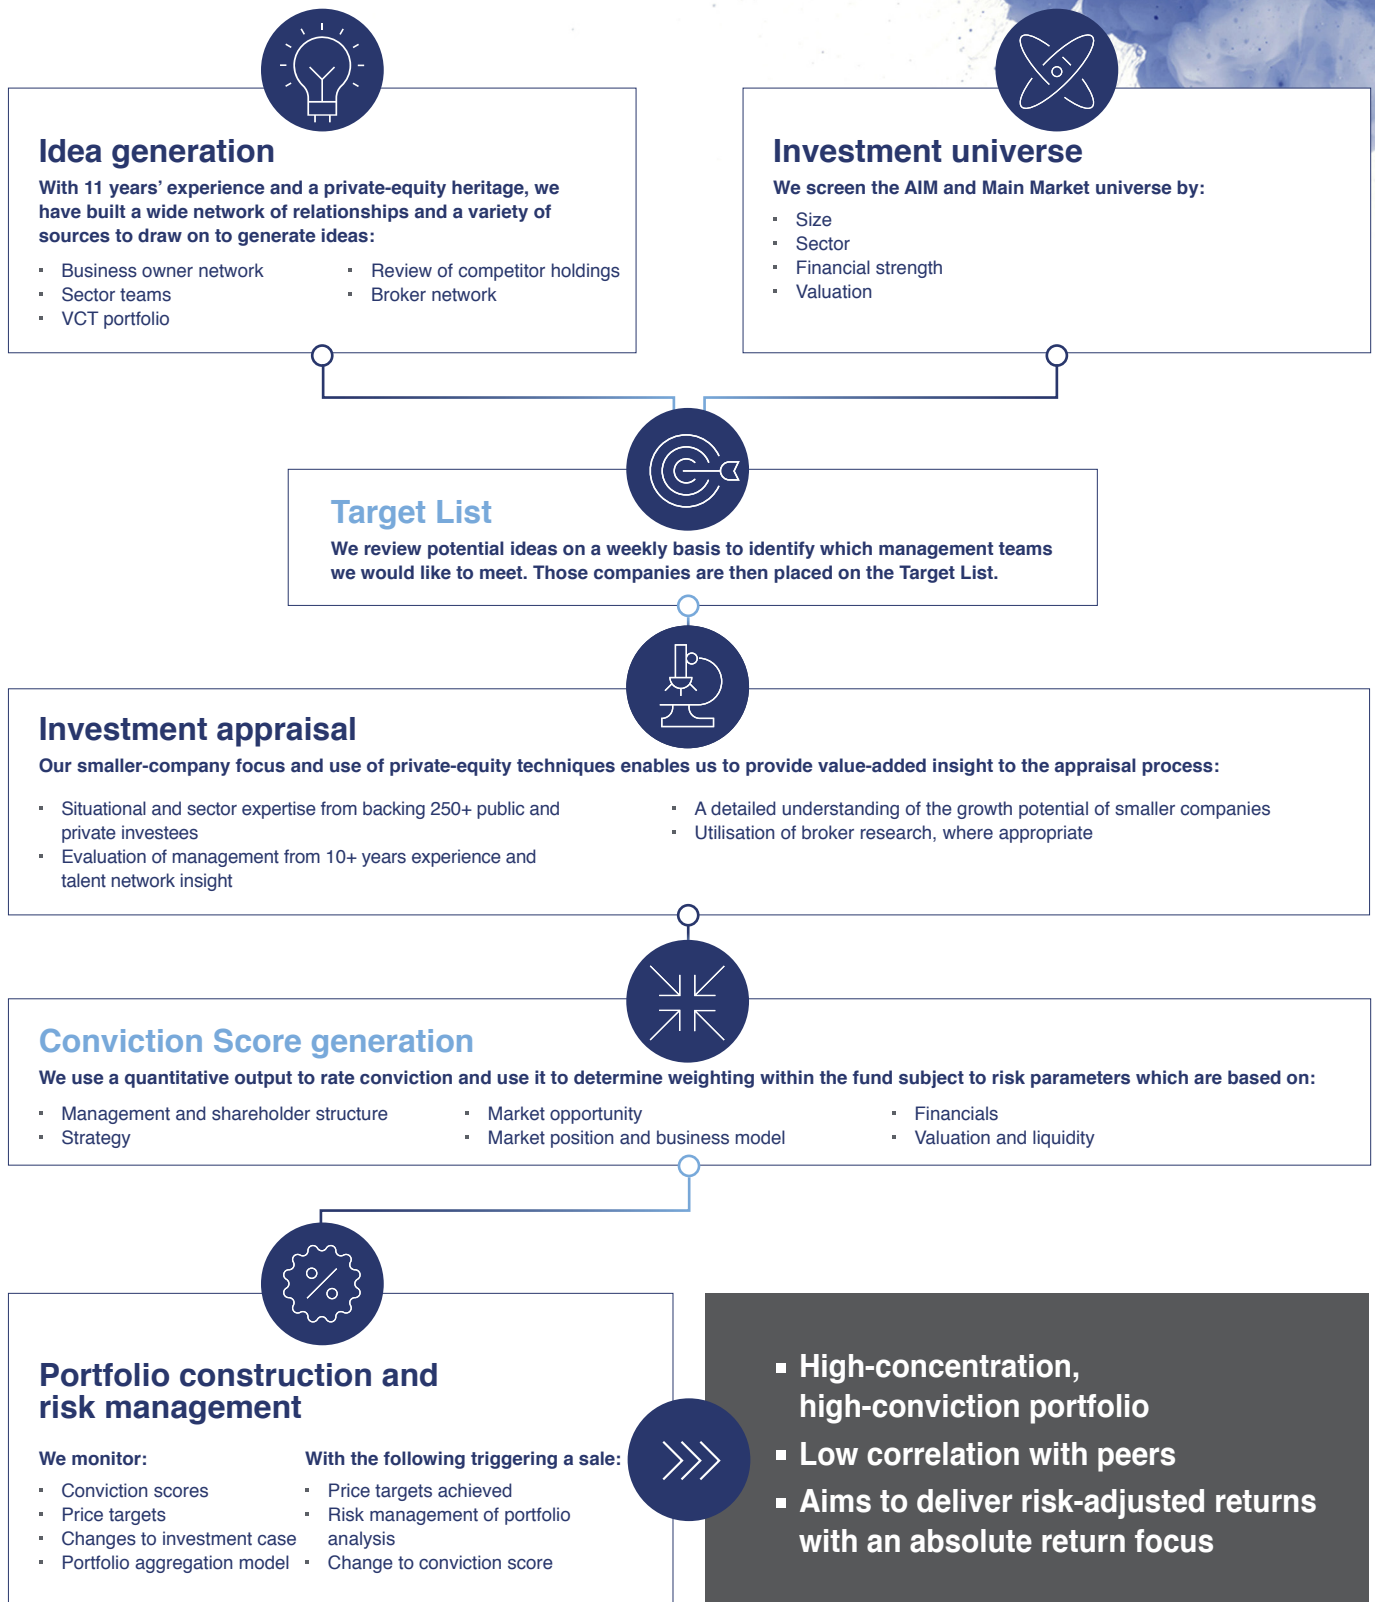 Idea generation
With 11 years’ experience and a private-equity heritage, we
have built a wide network of relationships and a variety of
sources to draw on to generate ideas:
▪ Business owner network
▪ Sector teams
▪ VCT portfolio
▪ Review of competitor holdings
▪ Broker network
Investment universe
We screen the AIM and Main Market universe by:
▪ Size
▪ Sector
▪ Financial strength
▪ Valuation
Target List
We review potential ideas on a weekly basis to identify which management teams
we would like to meet. Those companies are then placed on the Target List.
Investment appraisal
Our smaller-company focus and use of private-equity techniques enables us to provide value-added insight to the appraisal process:
▪ Situational and sector expertise from backing 250+ public and
private investees
▪ Evaluation of management from 10+ years experience and
talent network insight
▪ A detailed understanding of the growth potential of smaller companies
▪ Utilisation of broker research, where appropriate
Conviction Score generation
We use a quantitative output to rate conviction and use it to determine weighting within the fund subject to risk parameters which are based on:
▪ Management and shareholder structure
▪ Strategy
▪ Market opportunity
▪ Market position and business model
▪ Financials
▪ Valuation and liquidity
%
Portfolio construction and
risk management
We monitor:
▪ Conviction scores
▪ Price targets
▪ Changes to investment case
▪ Portfolio aggregation model
With the following triggering a sale:
▪ Price targets achieved
▪ Risk management of portfolio
analysis
▪ Change to conviction score
▪ High-concentration,
high-conviction portfolio
▪ Low correlation with peers
▪ Aims to deliver risk-adjusted returns
with an absolute return focus